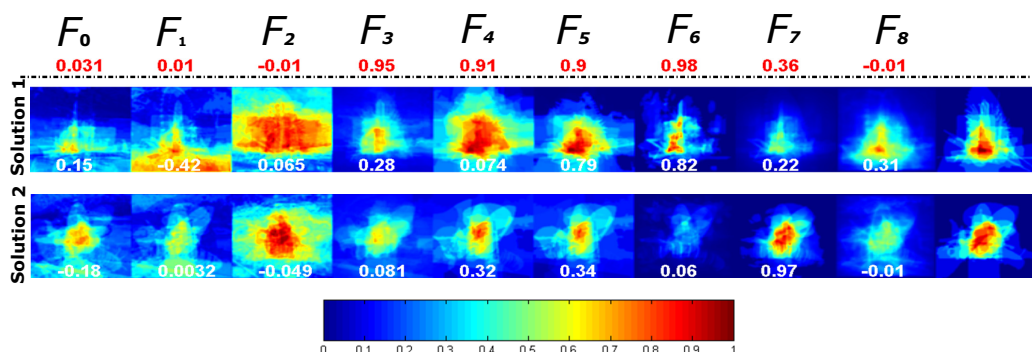 F0 F1 F2 F3 F4 F5 F6 F7 F8
0.031 0.01 -0.01 0.95 0.91 0.9 0.98 0.36 -0.01
Solution 1
0.15 -0.42 0.065 0.28 0.074 0.79 0.82 0.22 0.31
Solution 2
-0.18 0.0032 -0.049 0.081 0.32 0.34 0.06 0.97 -0.01
0 0.1 0.2 0.3 0.4 0.5 0.6 0.7 0.8 0.9 1